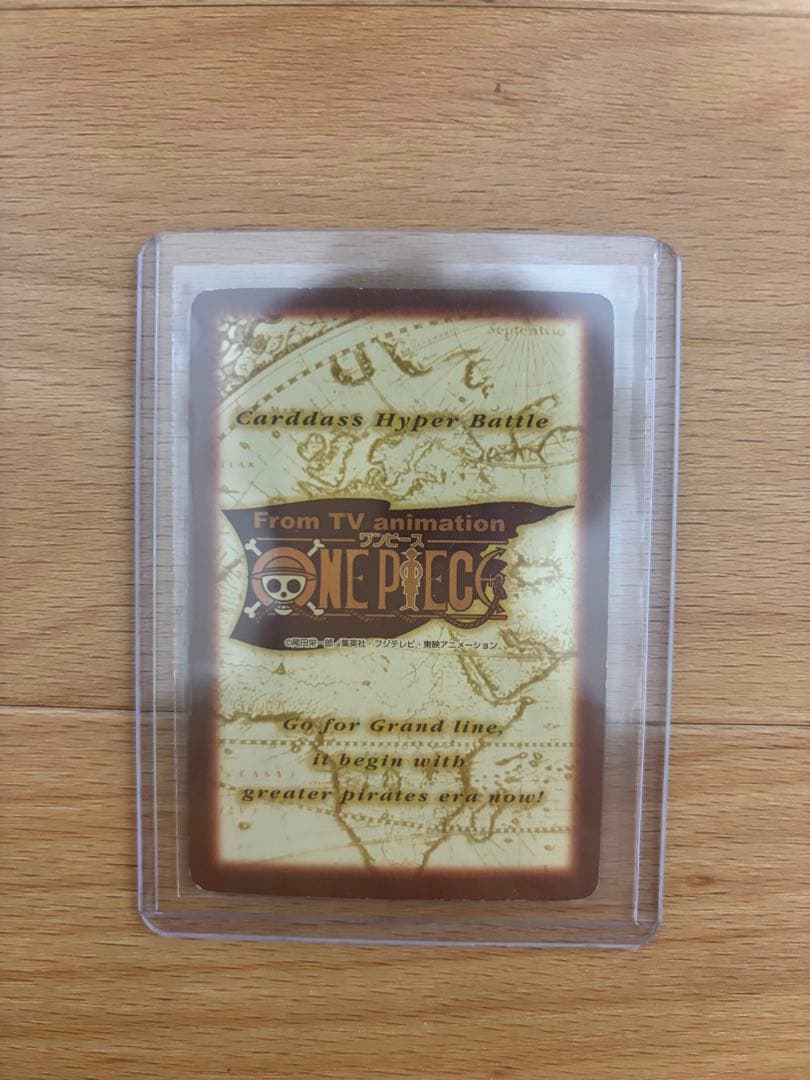 Septentrio
Carddass Hyper Battle
From TV animation
ワンピース
ONE PIECE
©尾田栄一郎/集英社・フジテレビ・東映アニメーション
Go for Grand line,
it begin with
greater pirates era now!